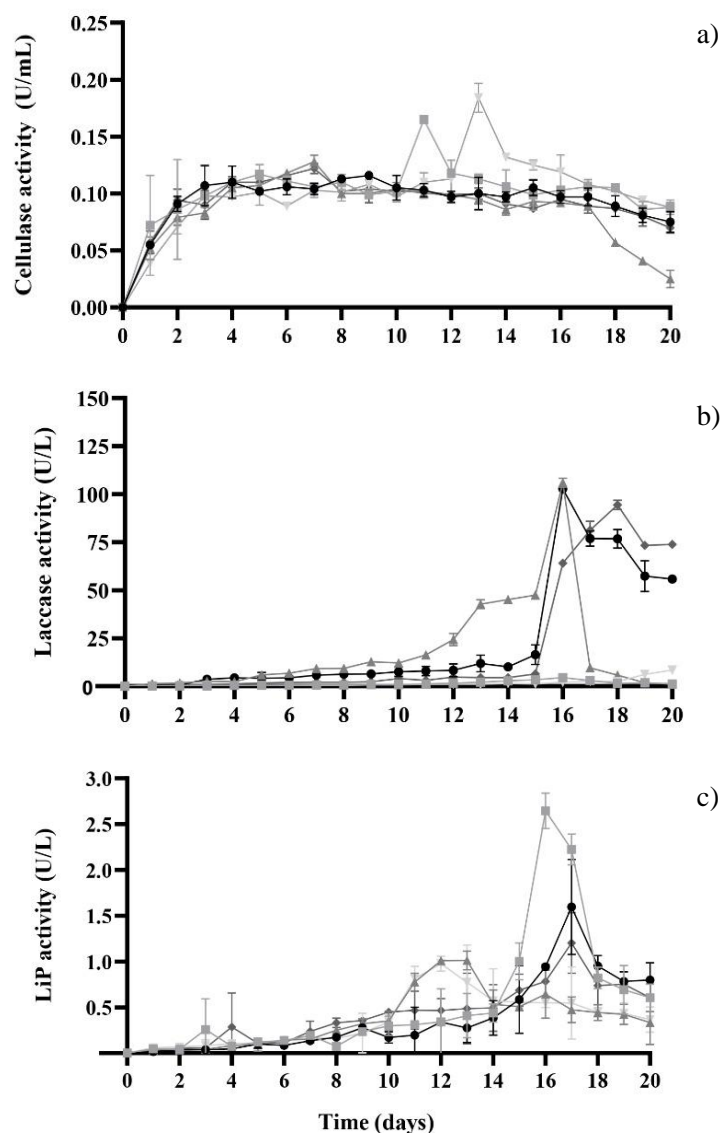 a)
Cellulase activity (U/mL)
0.25
0.20
0.15
0.10
0.05
0.00
0 2 4 6 8 10 12 14 16 18 20
b)
Laccase activity (U/L)
150
125
100
75
50
25
0
0 2 4 6 8 10 12 14 16 18 20
c)
LiP activity (U/L)
3.0
2.5
2.0
1.5
1.0
0.5
0 2 4 6 8 10 12 14 16 18 20
Time (days)